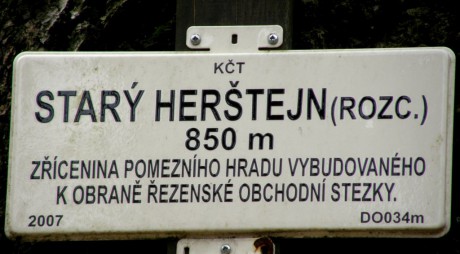 KČT
STARÝ HERŠTEJN (ROZC.)
850 m
ZŘÍCENINA POMEZNÍHO HRADU VYBUDOVANÉHO
K OBRANĚ ŘEZENSKÉ OBCHODNÍ STEZKY.
2007 DO034m